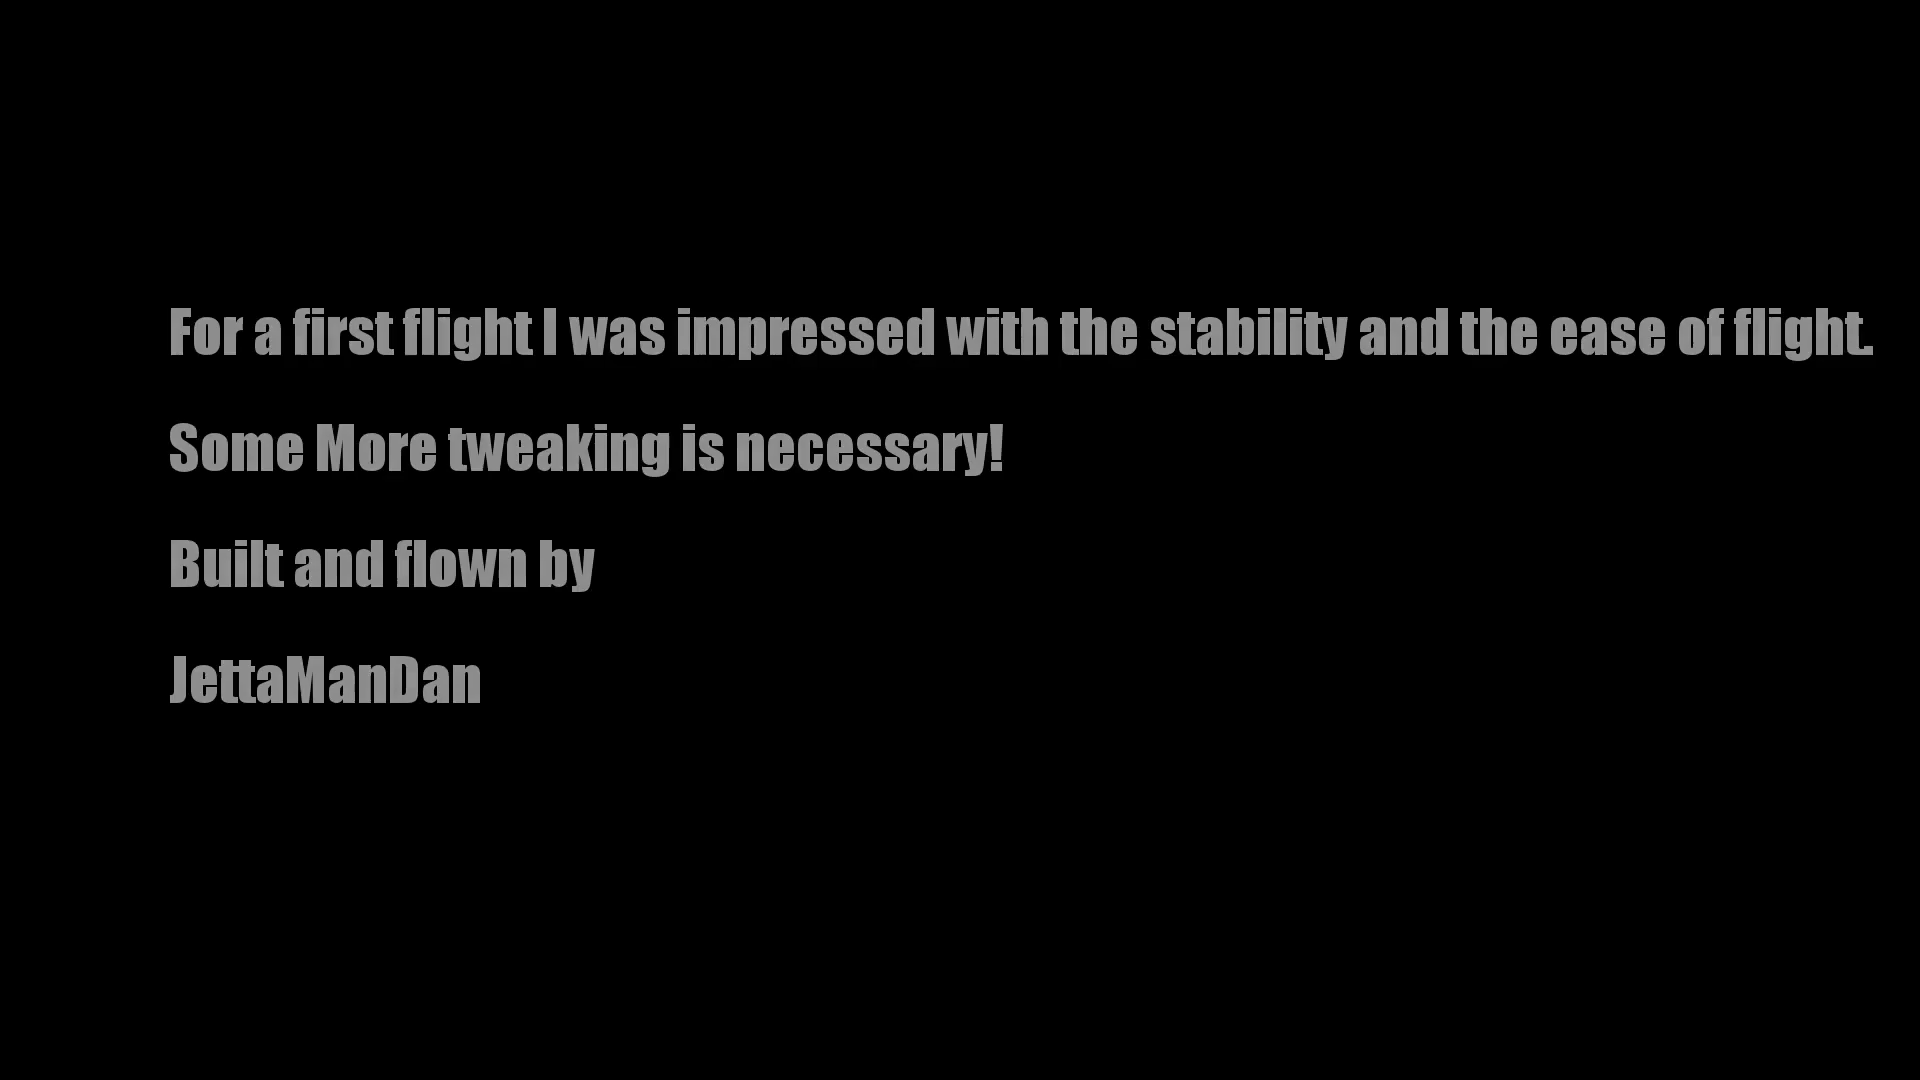 For a first flight I was impressed with the stability and the ease of flight.
Some More tweaking is necessary!
Built and flown by
JettaManDan